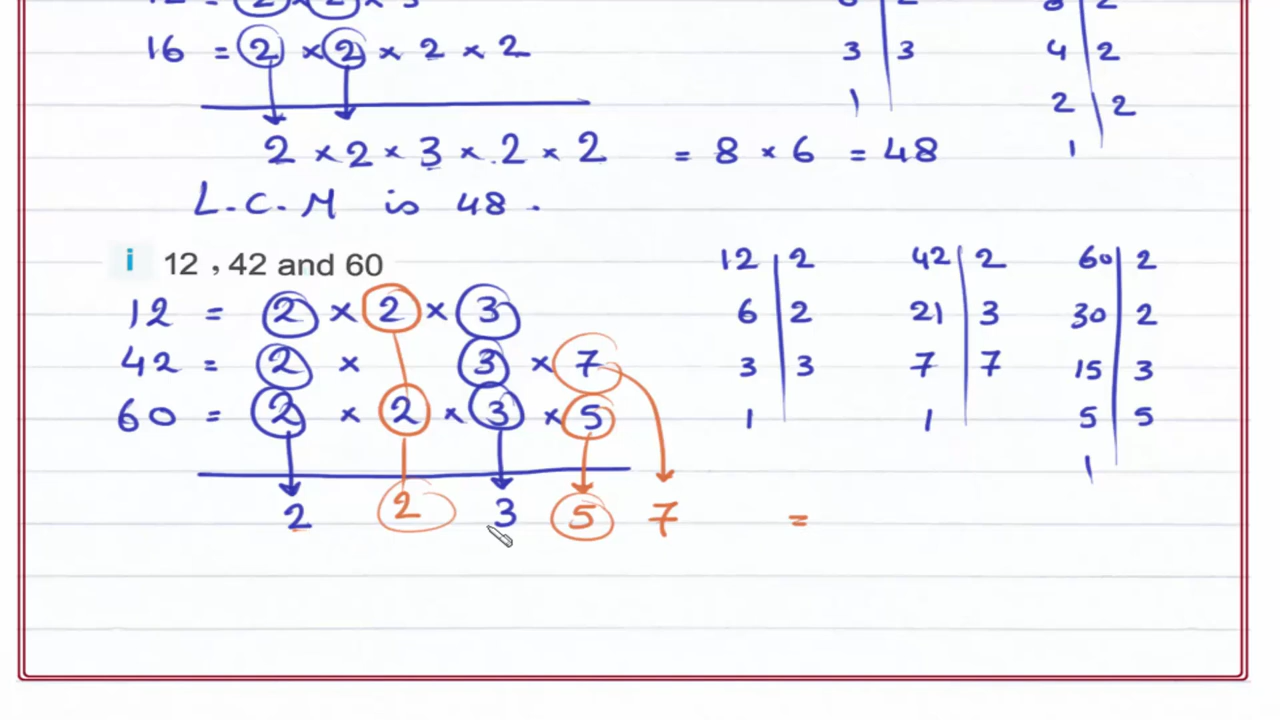 16 = 2 × 2 × 2 × 2
3 | 3
4 | 2
1
2 | 2
2 × 2 × 3 × 2 × 2 = 8 × 6 = 48
1
L.C.M is 48.
i 12 , 42 and 60
12 | 2
42 | 2
60 | 2
12 = 2 × 2 × 3
6 | 2
21 | 3
30 | 2
42 = 2 × 3 × 7
3 | 3
7 | 7
15 | 3
60 = 2 × 2 × 3 × 5
1
1
5 | 5
1
2 2 3 5 7 =